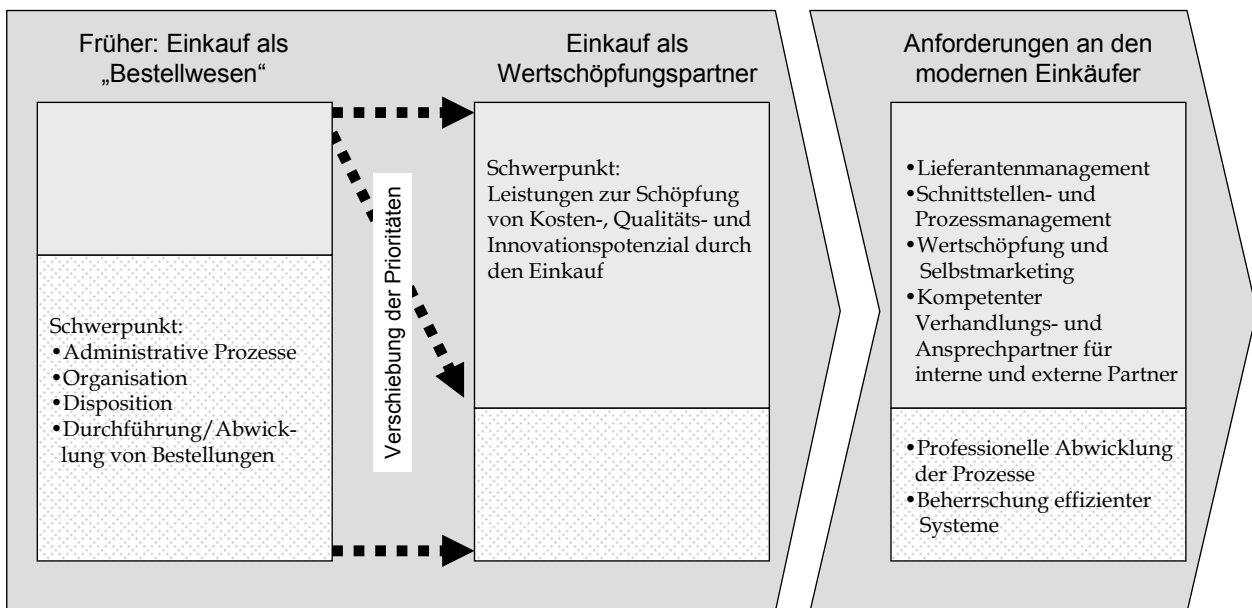 Früher: Einkauf als
„Bestellwesen“
Schwerpunkt:
•Administrative Prozesse
•Organisation
•Disposition
•Durchführung/Abwick-
lung von Bestellungen
Verschiebung der Prioritäten
Einkauf als
Wertschöpfungspartner
Schwerpunkt:
Leistungen zur Schöpfung
von Kosten-, Qualitäts- und
Innovationspotenzial durch
den Einkauf
Anforderungen an den
modernen Einkäufer
•Lieferantenmanagement
•Schnittstellen- und
Prozessmanagement
•Wertschöpfung und
Selbstmarketing
•Kompetenter
Verhandlungs- und
Ansprechpartner für
interne und externe Partner
•Professionelle Abwicklung
der Prozesse
•Beherrschung effizienter
Systeme